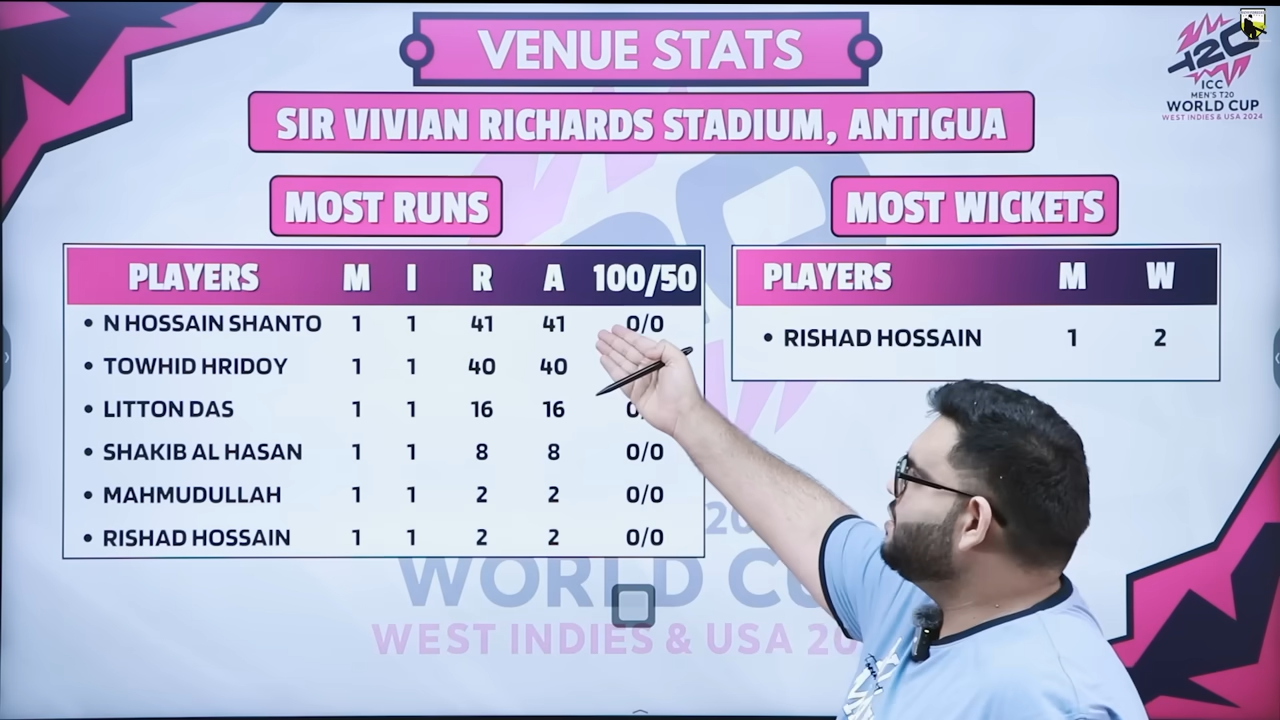 VENUE STATS
SIR VIVIAN RICHARDS STADIUM, ANTIGUA
T20
ICC
MEN'S T20
WORLD CUP
WEST INDIES & USA 2024
MOST RUNS
PLAYERS M I R A 100/50
• N HOSSAIN SHANTO 1 1 41 41 0/0
• TOWHID HRIDOY 1 1 40 40
• LITTON DAS 1 1 16 16
• SHAKIB AL HASAN 1 1 8 8 0/0
• MAHMUDULLAH 1 1 2 2 0/0
• RISHAD HOSSAIN 1 1 2 2 0/0
MOST WICKETS
PLAYERS M W
• RISHAD HOSSAIN 1 2
WORLD
WEST INDIES & USA